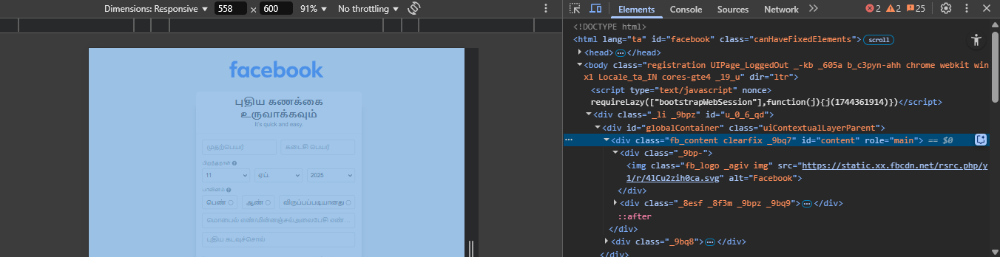 Dimensions: Responsive 558 × 600 91% No throttling
facebook
புதிய கணக்கை
உருவாக்கவும்
It's quick and easy.
முதற்பெயர் கடைசி பெயர்
பிறந்தநாள்
11 ஏப். 2025
பாலினம்
பெண் ஆண் விருப்பப்படியானது
மொபைல் எண்/மின்னஞ்சல்,அலைபேசி எண் ...
புதிய கடவுச்சொல்
Elements Console Sources Network 2 2 25
<!DOCTYPE html>
<html lang="ta" id="facebook" class="canHaveFixedElements"> scroll
<head> ... </head>
<body class="registration UIPage_LoggedOut _-kb _605a b_c3pyn-ahh chrome webkit win
x1 Locale_ta_IN cores-gte4 _19_u" dir="ltr">
<script type="text/javascript" nonce>
requireLazy(["bootstrapWebSession"],function(j){j(1744361914)})</script>
<div class="_li _9bpz" id="u_0_6_qd">
<div id="globalContainer" class="uiContextualLayerParent">
... <div class="fb_content clearfix _9bq7" id="content" role="main"> == $0
<div class="_9bp-">
<img class="fb_logo _agiv img" src="https://static.xx.fbcdn.net/rsrc.php/y
1/r/4lCu2zih0ca.svg" alt="Facebook">
</div>
<div class="_8esf _8f3m _9bpz _9bq9"> ... </div>
::after
</div>
<div class="_9bq8"> ... </div>
</div>